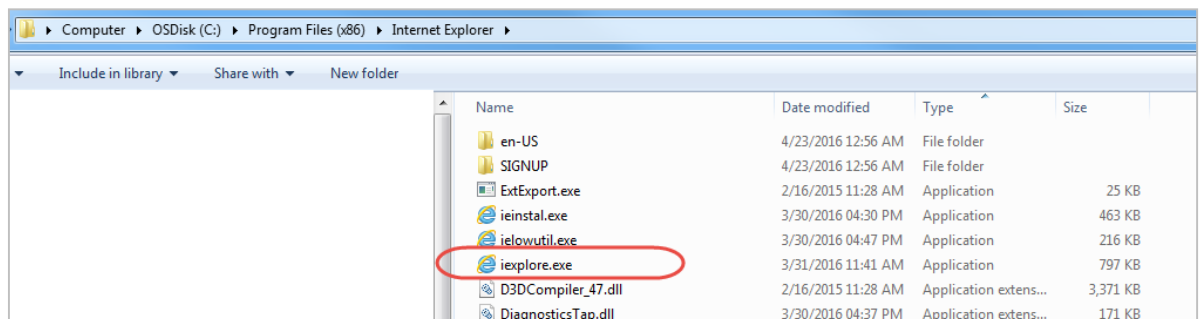 Computer OSDisk (C:) Program Files (x86) Internet Explorer
Include in library Share with New folder
Name Date modified Type Size
en-US 4/23/2016 12:56 AM File folder
SIGNUP 4/23/2016 12:56 AM File folder
ExtExport.exe 2/16/2015 11:28 AM Application 25 KB
ieinstal.exe 3/30/2016 04:30 PM Application 463 KB
ielowutil.exe 3/30/2016 04:47 PM Application 216 KB
iexplore.exe 3/31/2016 11:41 AM Application 797 KB
D3DCompiler_47.dll 2/16/2015 11:28 AM Application extens... 3,371 KB
DiagnosticsTap.dll 3/30/2016 04:37 PM Application extens... 171 KB